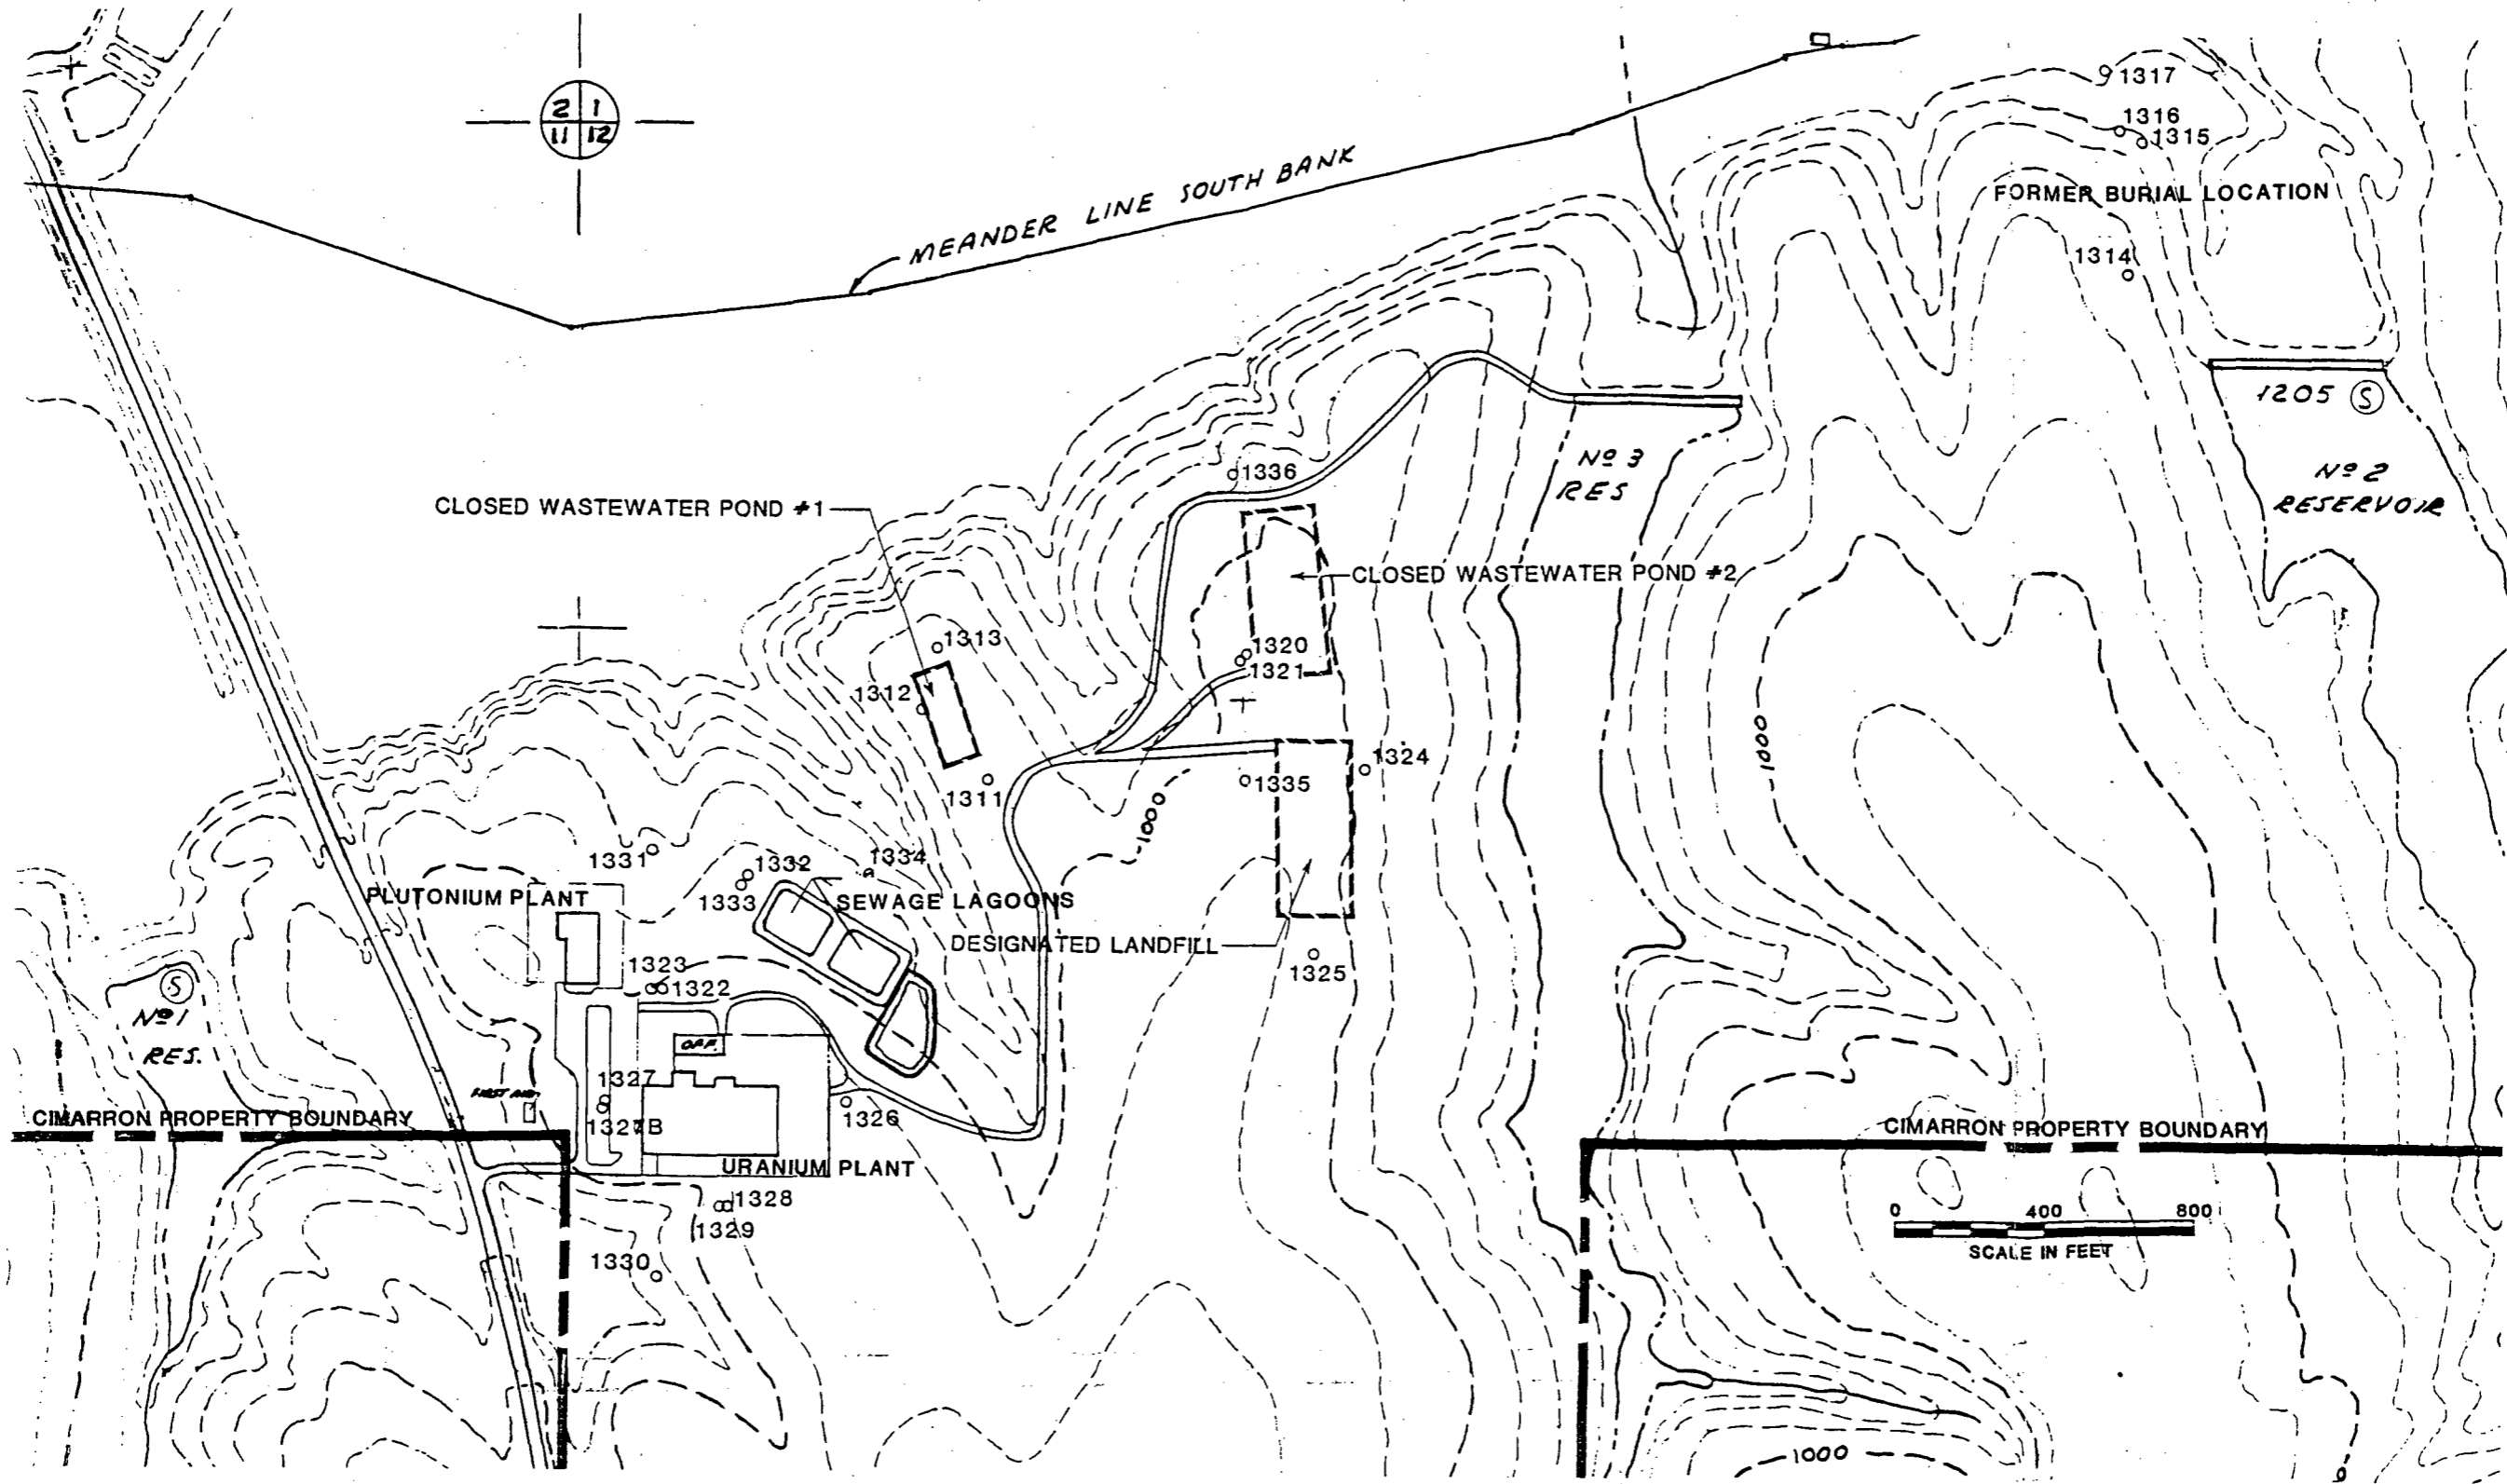 2 1
11 12
MEANDER LINE SOUTH BANK
1317
1316
1315
FORMER BURIAL LOCATION
1314
1205 S
Nº 2
RESERVOIR
Nº 3
RES
1336
CLOSED WASTEWATER POND #1
CLOSED WASTEWATER POND #2
1313
1320
1321
1312
1324
1335
1311
1000
1000
1331
1332
1334
1333
PLUTONIUM PLANT
SEWAGE LAGOONS
DESIGNATED LANDFILL
1325
1323
1322
S
Nº 1
RES.
OFF.
1327
FIRST AID
1326
1327B
CIMARRON PROPERTY BOUNDARY
CIMARRON PROPERTY BOUNDARY
URANIUM PLANT
1328
1329
1330
0 400 800
SCALE IN FEET
1000